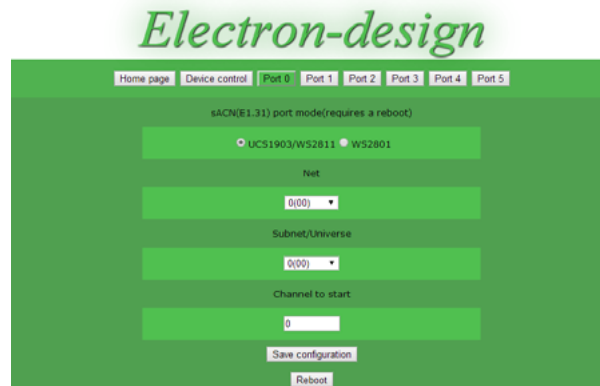 Electron-design
Home page Device control Port 0 Port 1 Port 2 Port 3 Port 4 Port 5
sACN(E1.31) port mode(requires a reboot)
UCS1903/WS2811 WS2801
Net
0(00)
Subnet/Universe
0(00)
Channel to start
0
Save configuration
Reboot